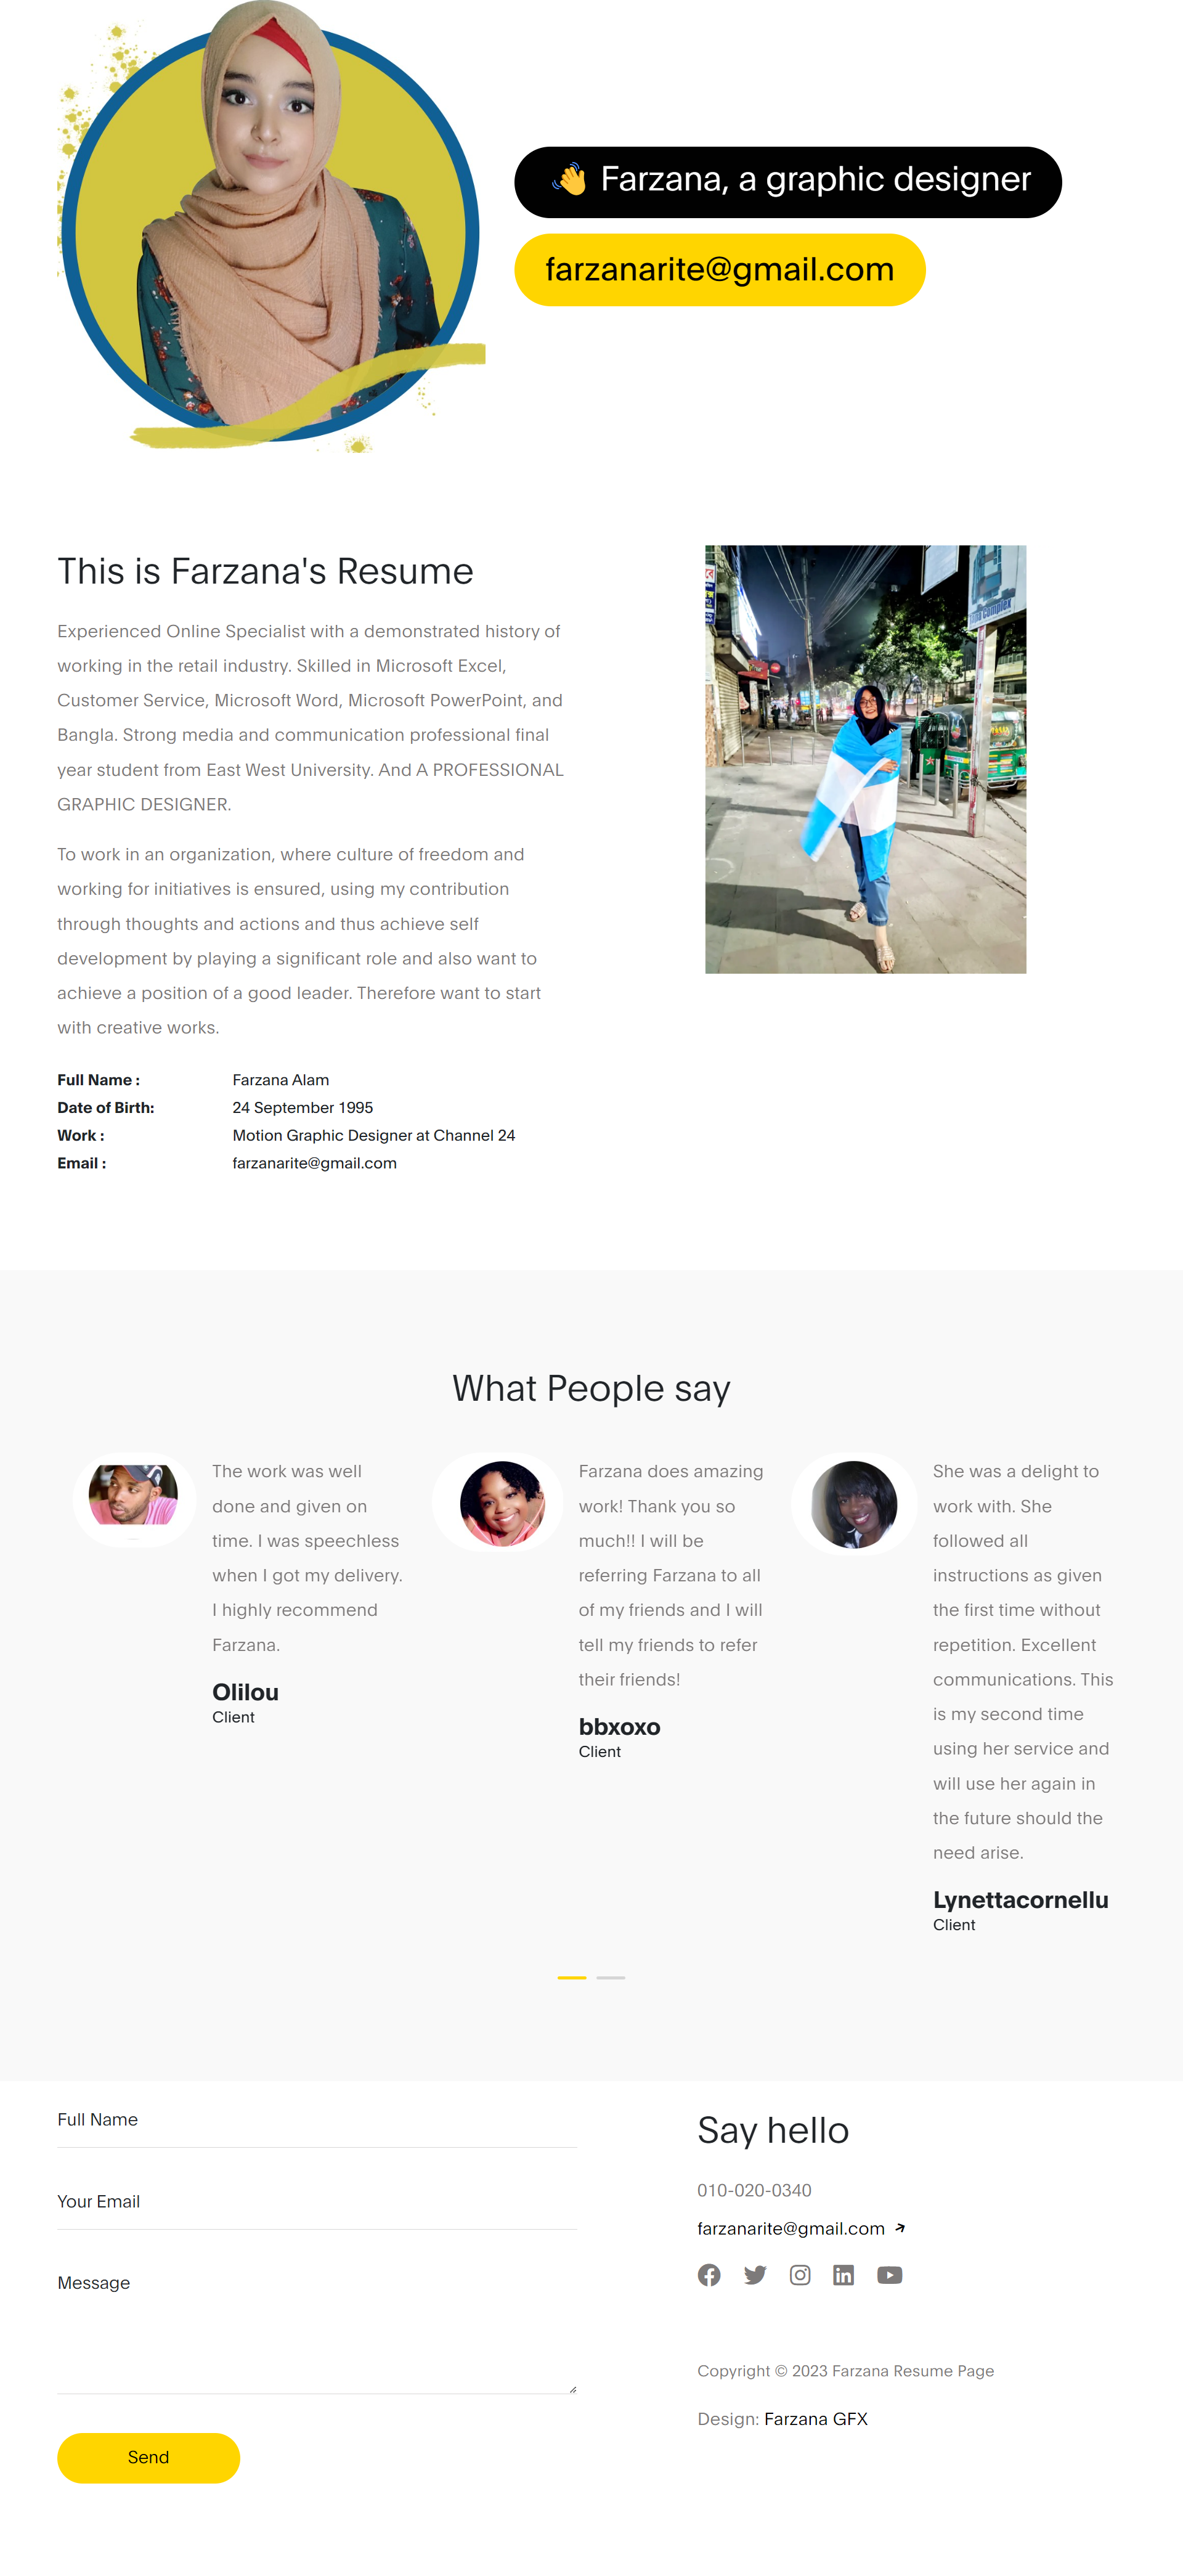 Farzana, a graphic designer
farzanarite@gmail.com
This is Farzana's Resume
Experienced Online Specialist with a demonstrated history of
working in the retail industry. Skilled in Microsoft Excel,
Customer Service, Microsoft Word, Microsoft PowerPoint, and
Bangla. Strong media and communication professional final
year student from East West University. And A PROFESSIONAL
GRAPHIC DESIGNER.
To work in an organization, where culture of freedom and
working for initiatives is ensured, using my contribution
through thoughts and actions and thus achieve self
development by playing a significant role and also want to
achieve a position of a good leader. Therefore want to start
with creative works.
Full Name : Farzana Alam
Date of Birth: 24 September 1995
Work : Motion Graphic Designer at Channel 24
Email : farzanarite@gmail.com
What People say
The work was well
done and given on
time. I was speechless
when I got my delivery.
I highly recommend
Farzana.
Olilou
Client
Farzana does amazing
work! Thank you so
much!! I will be
referring Farzana to all
of my friends and I will
tell my friends to refer
their friends!
bbxoxo
Client
She was a delight to
work with. She
followed all
instructions as given
the first time without
repetition. Excellent
communications. This
is my second time
using her service and
will use her again in
the future should the
need arise.
Lynettacornellu
Client
Full Name
Your Email
Message
Send
Say hello
010-020-0340
farzanarite@gmail.com
Copyright © 2023 Farzana Resume Page
Design: Farzana GFX